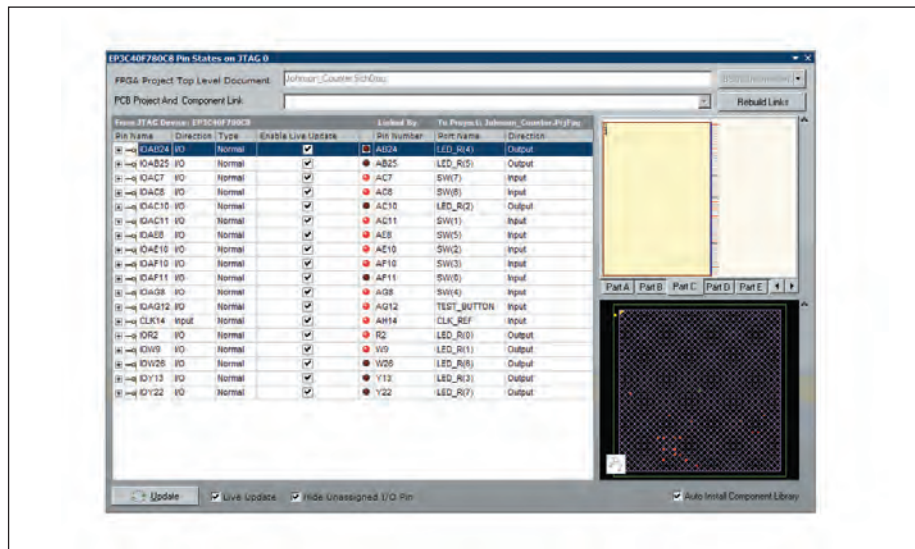 EP3C40F780C8 Pin States on JTAG 0
FPGA Project Top Level Document Johnson_Counter.SchDoc
PCB Project And Component Link Rebuild Links
From JTAG Device: EP3C40F780C8 Linked By To Project: Johnson_Counter.PrjFpg
Pin Name Direction Type Enable Live Update Pin Number Port Name Direction
IOAB24 I/O Normal AB24 LED_R(4) Output
IOAB25 I/O Normal AB25 LED_R(5) Output
IOAC7 I/O Normal AC7 SW(7) Input
IOAC8 I/O Normal AC8 SW(6) Input
IOAC10 I/O Normal AC10 LED_R(2) Output
IOAC11 I/O Normal AC11 SW(1) Input
IOAE8 I/O Normal AE8 SW(5) Input
IOAE10 I/O Normal AE10 SW(2) Input
IOAF10 I/O Normal AF10 SW(3) Input
IOAF11 I/O Normal AF11 SW(0) Input
IOAG8 I/O Normal AG8 SW(4) Input
IOAG12 I/O Normal AG12 TEST_BUTTON Input
CLK14 Input Normal AH14 CLK_REF Input
IOR2 I/O Normal R2 LED_R(0) Output
IOW9 I/O Normal W9 LED_R(1) Output
IOW26 I/O Normal W26 LED_R(6) Output
IOY13 I/O Normal Y13 LED_R(3) Output
IOY22 I/O Normal Y22 LED_R(7) Output
Part A Part B Part C Part D Part E
Update Live Update Hide Unassigned I/O Pin Auto Install Component Library